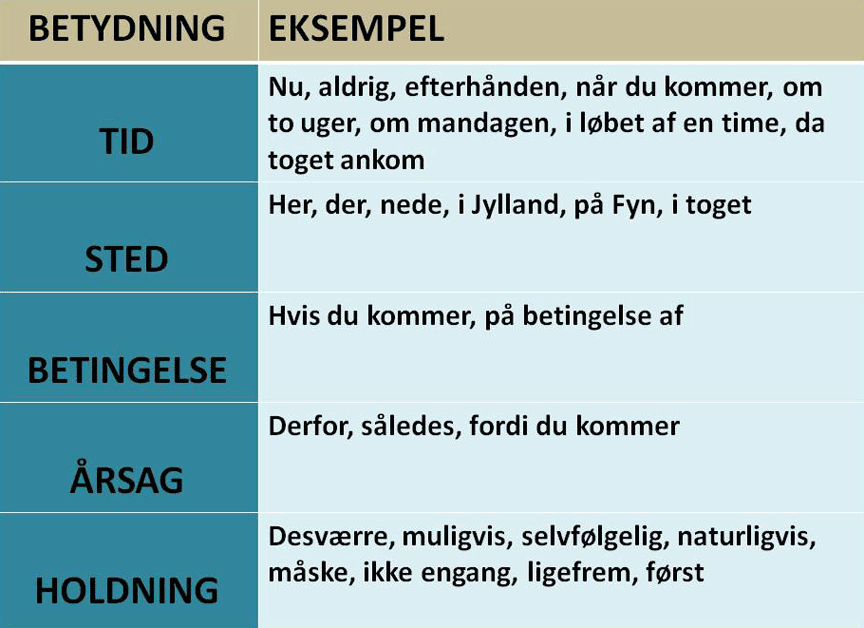 BETYDNING EKSEMPEL
TID
Nu, aldrig, efterhånden, når du kommer, om
to uger, om mandagen, i løbet af en time, da
toget ankom
STED
Her, der, nede, i Jylland, på Fyn, i toget
BETINGELSE
Hvis du kommer, på betingelse af
ÅRSAG
Derfor, således, fordi du kommer
HOLDNING
Desværre, muligvis, selvfølgelig, naturligvis,
måske, ikke engang, ligefrem, først